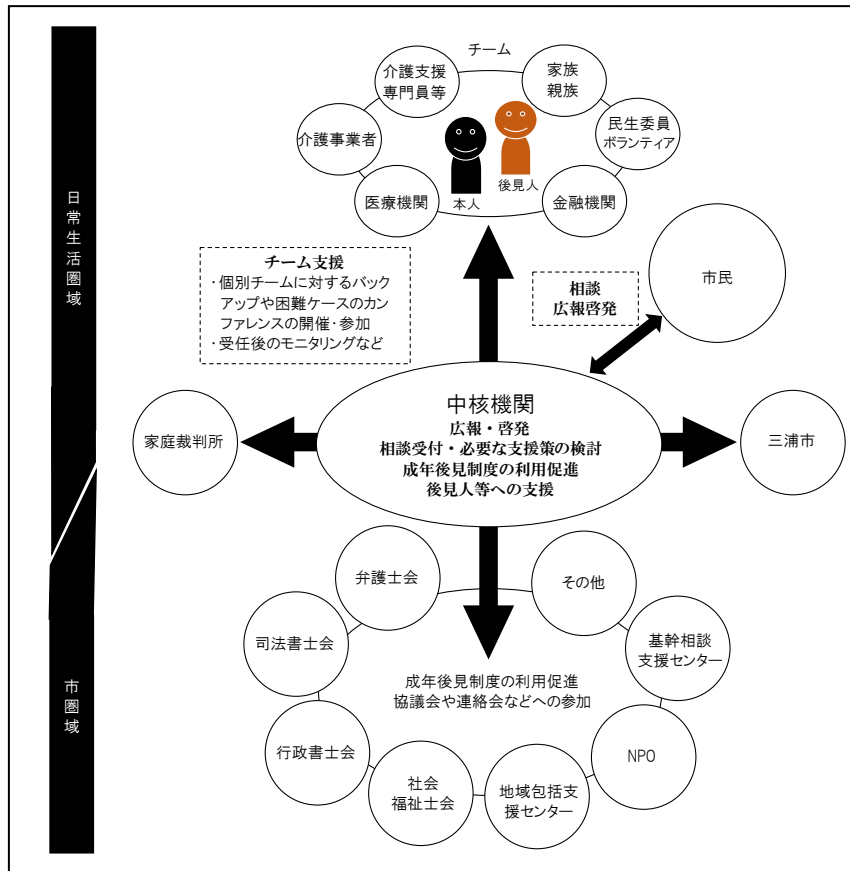 チーム
介護支援
専門員等
家族
親族
介護事業者
民生委員
ボランティア
医療機関
本人
後見人
金融機関
日常生活圏域
チーム支援
・個別チームに対するバック
アップや困難ケースのカン
ファレンスの開催・参加
・受任後のモニタリングなど
相談
広報啓発
市民
中核機関
広報・啓発
相談受付・必要な支援策の検討
成年後見制度の利用促進
後見人等への支援
家庭裁判所
三浦市
市圏域
弁護士会
その他
司法書士会
基幹相談
支援センター
成年後見制度の利用促進
協議会や連絡会などへの参加
行政書士会
NPO
社会
福祉士会
地域包括支
援センター